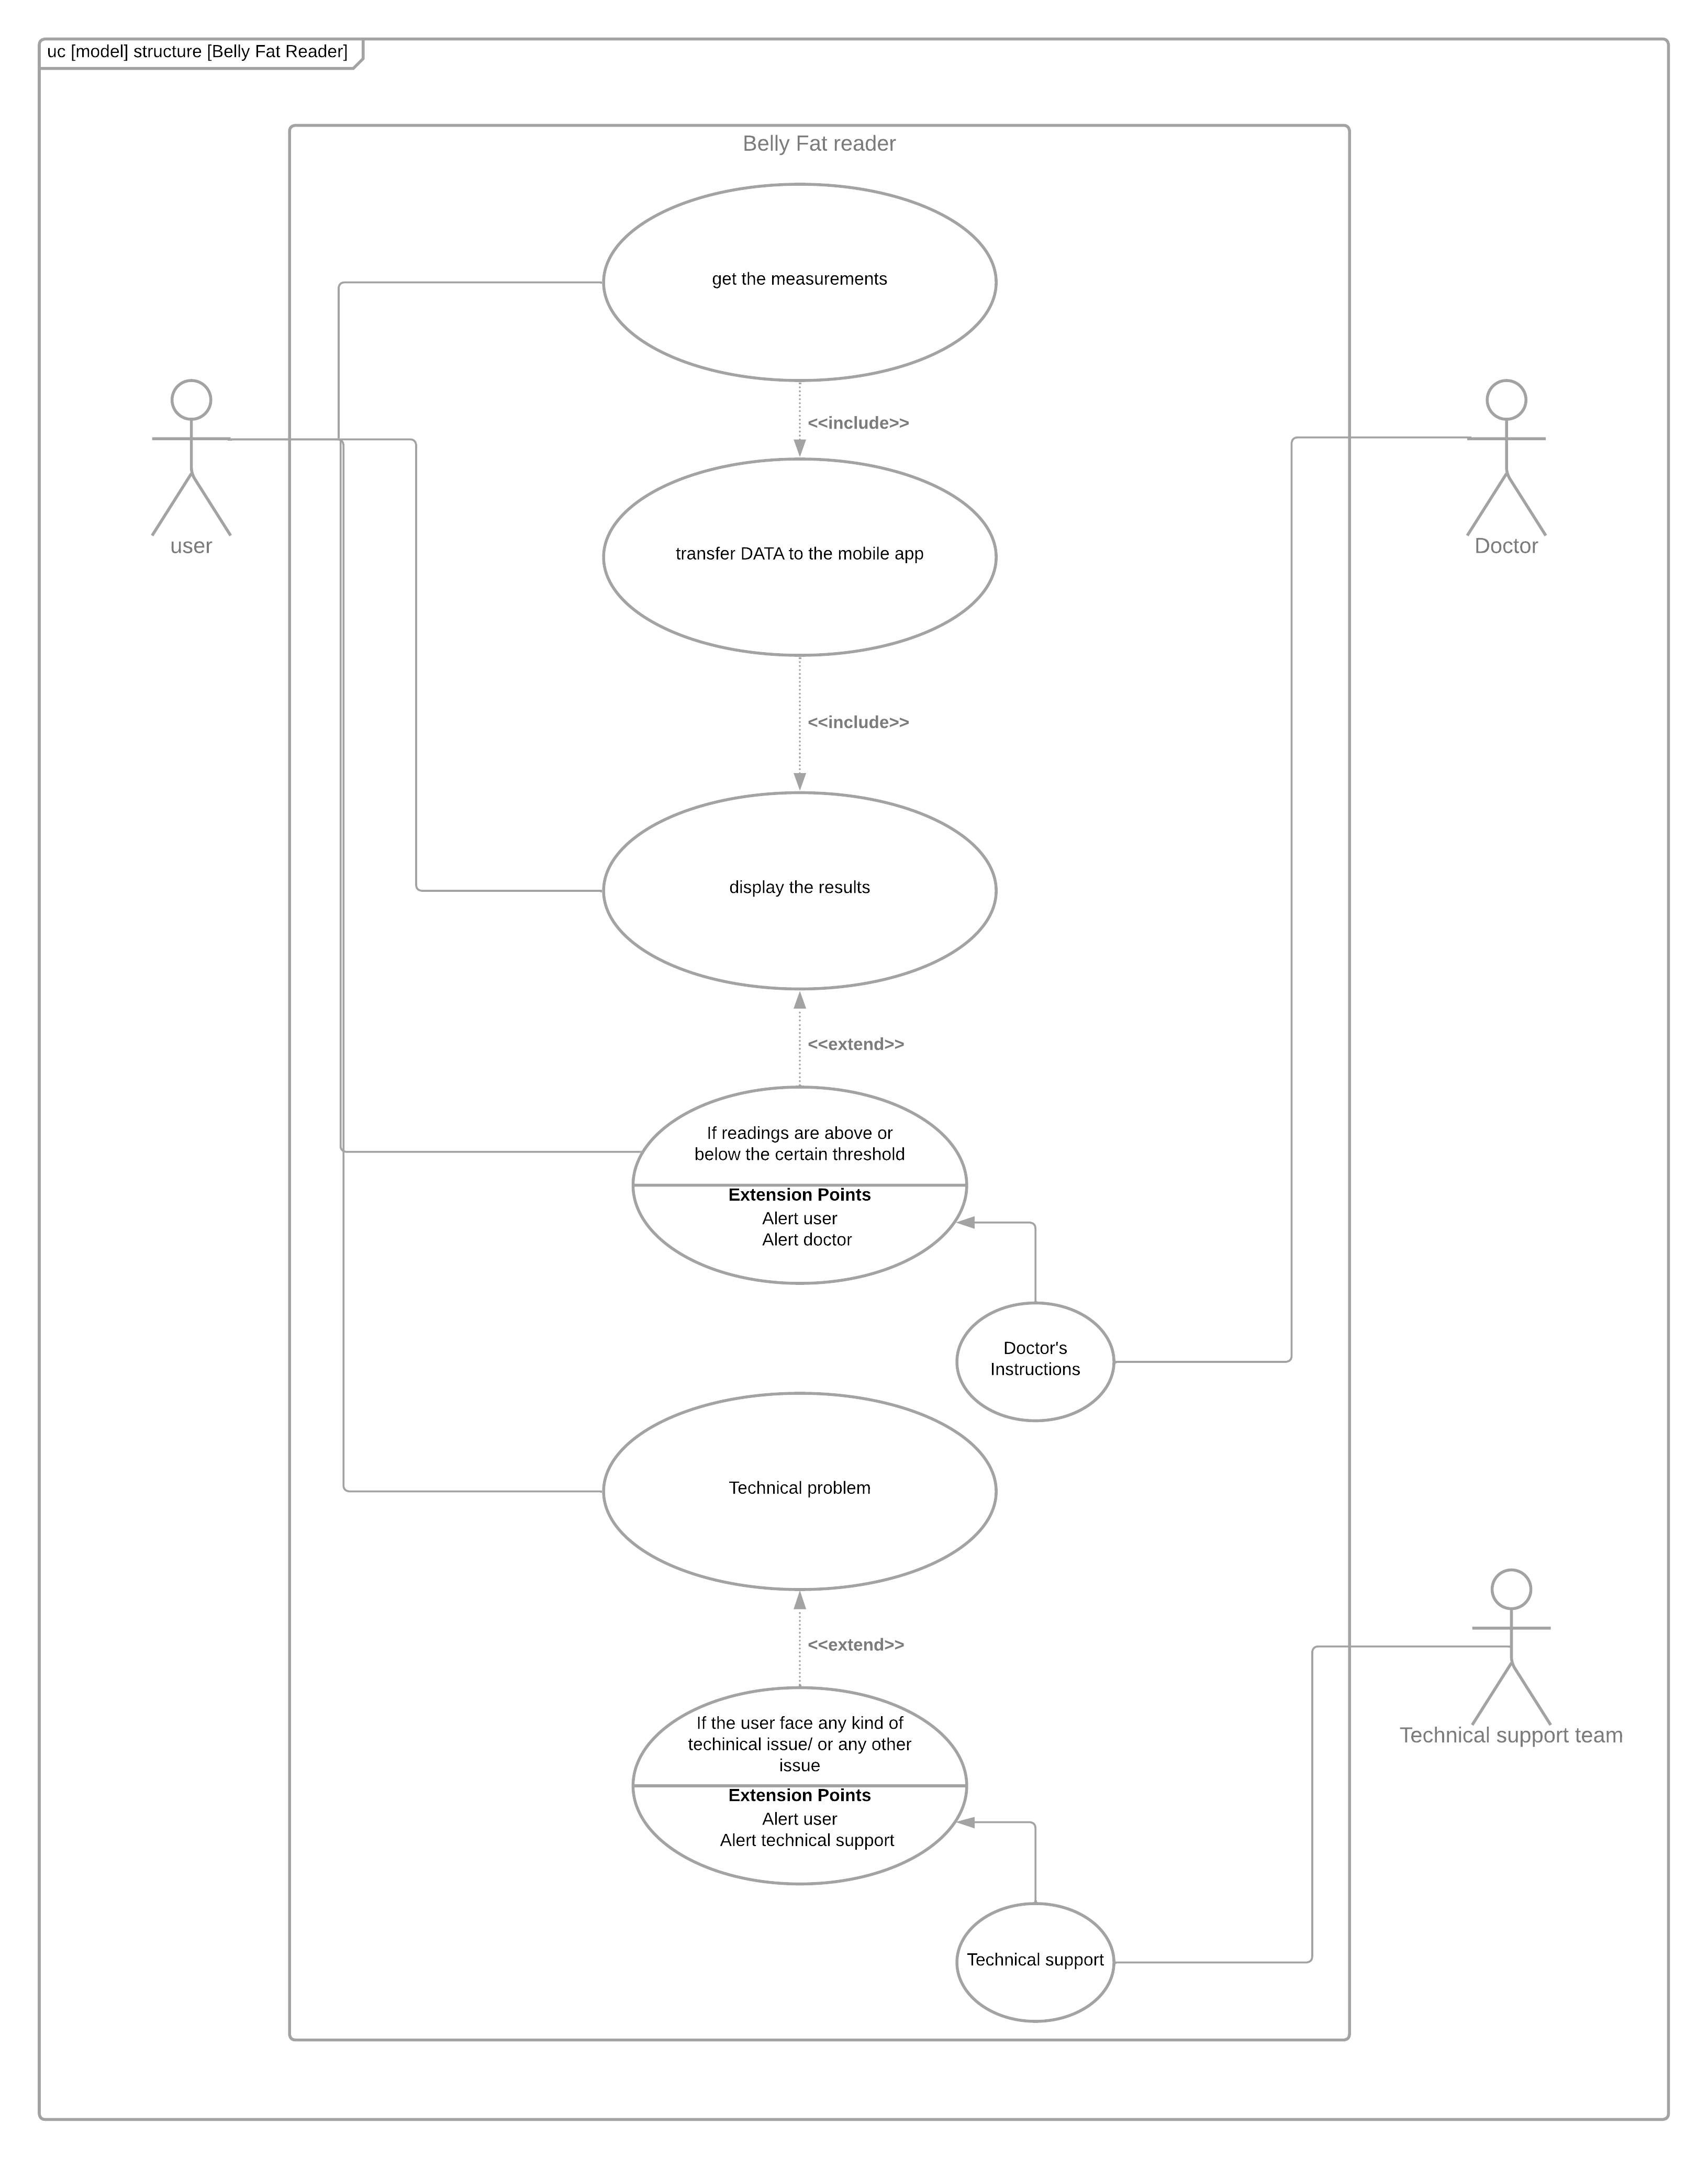 uc [model] structure [Belly Fat Reader]
Belly Fat reader
get the measurements
<<include>>
user
Doctor
transfer DATA to the mobile app
<<include>>
display the results
<<extend>>
If readings are above or
below the certain threshold
Extension Points
Alert user
Alert doctor
Doctor's
Instructions
Technical problem
<<extend>>
If the user face any kind of
techinical issue/ or any other
issue
Extension Points
Alert user
Alert technical support
Technical support team
Technical support